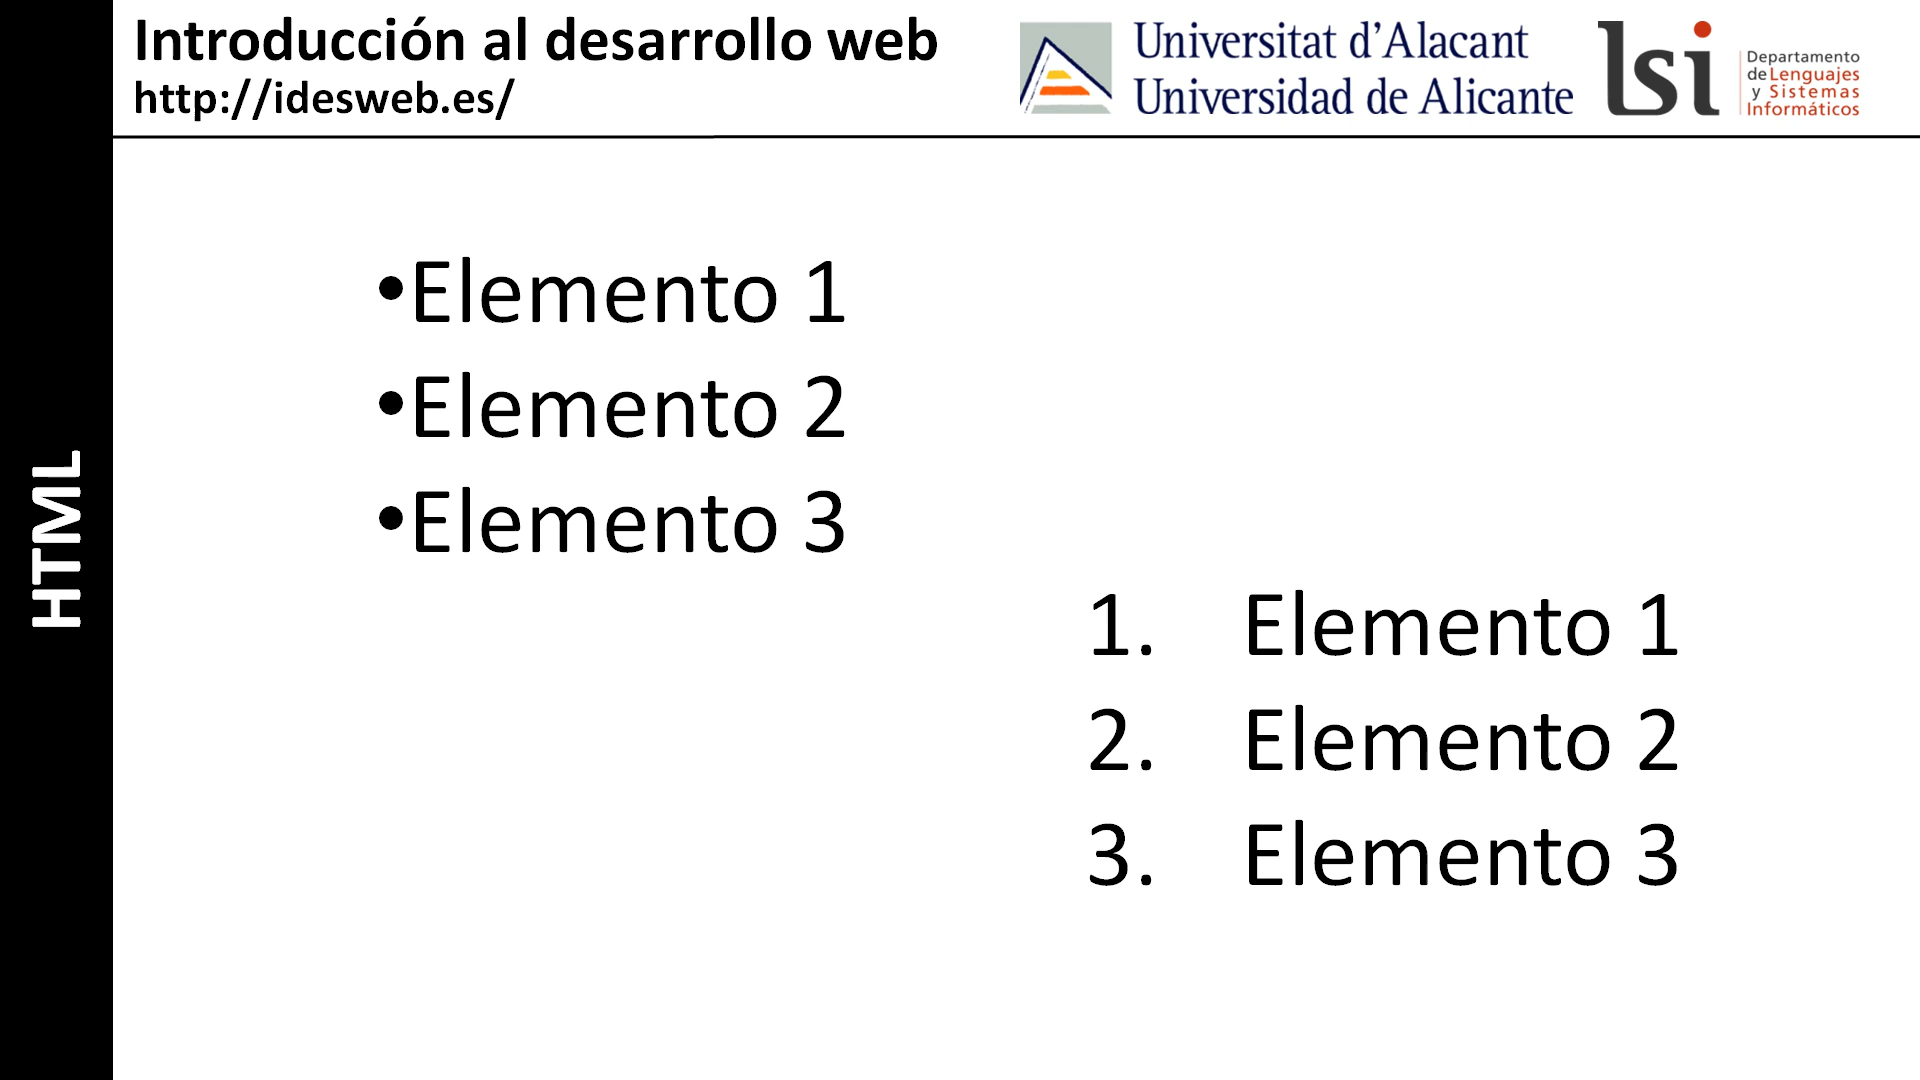 Introducción al desarrollo web
http://idesweb.es/
Universitat d'Alacant
Universidad de Alicante
lsi
Departamento
de Lenguajes
y Sistemas
Informáticos
HTML
•Elemento 1
•Elemento 2
•Elemento 3
1. Elemento 1
2. Elemento 2
3. Elemento 3